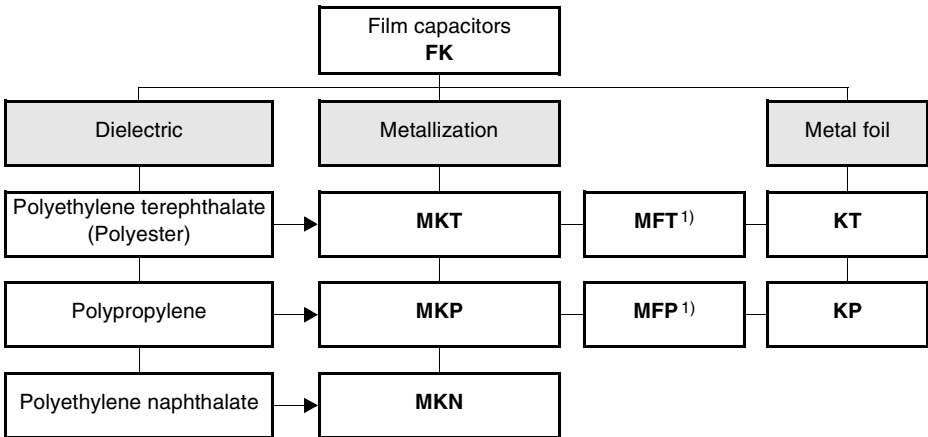 Film capacitors
FK
Dielectric
Metallization
Metal foil
Polyethylene terephthalate
(Polyester)
MKT
MFT 1)
KT
Polypropylene
MKP
MFP 1)
KP
Polyethylene naphthalate
MKN